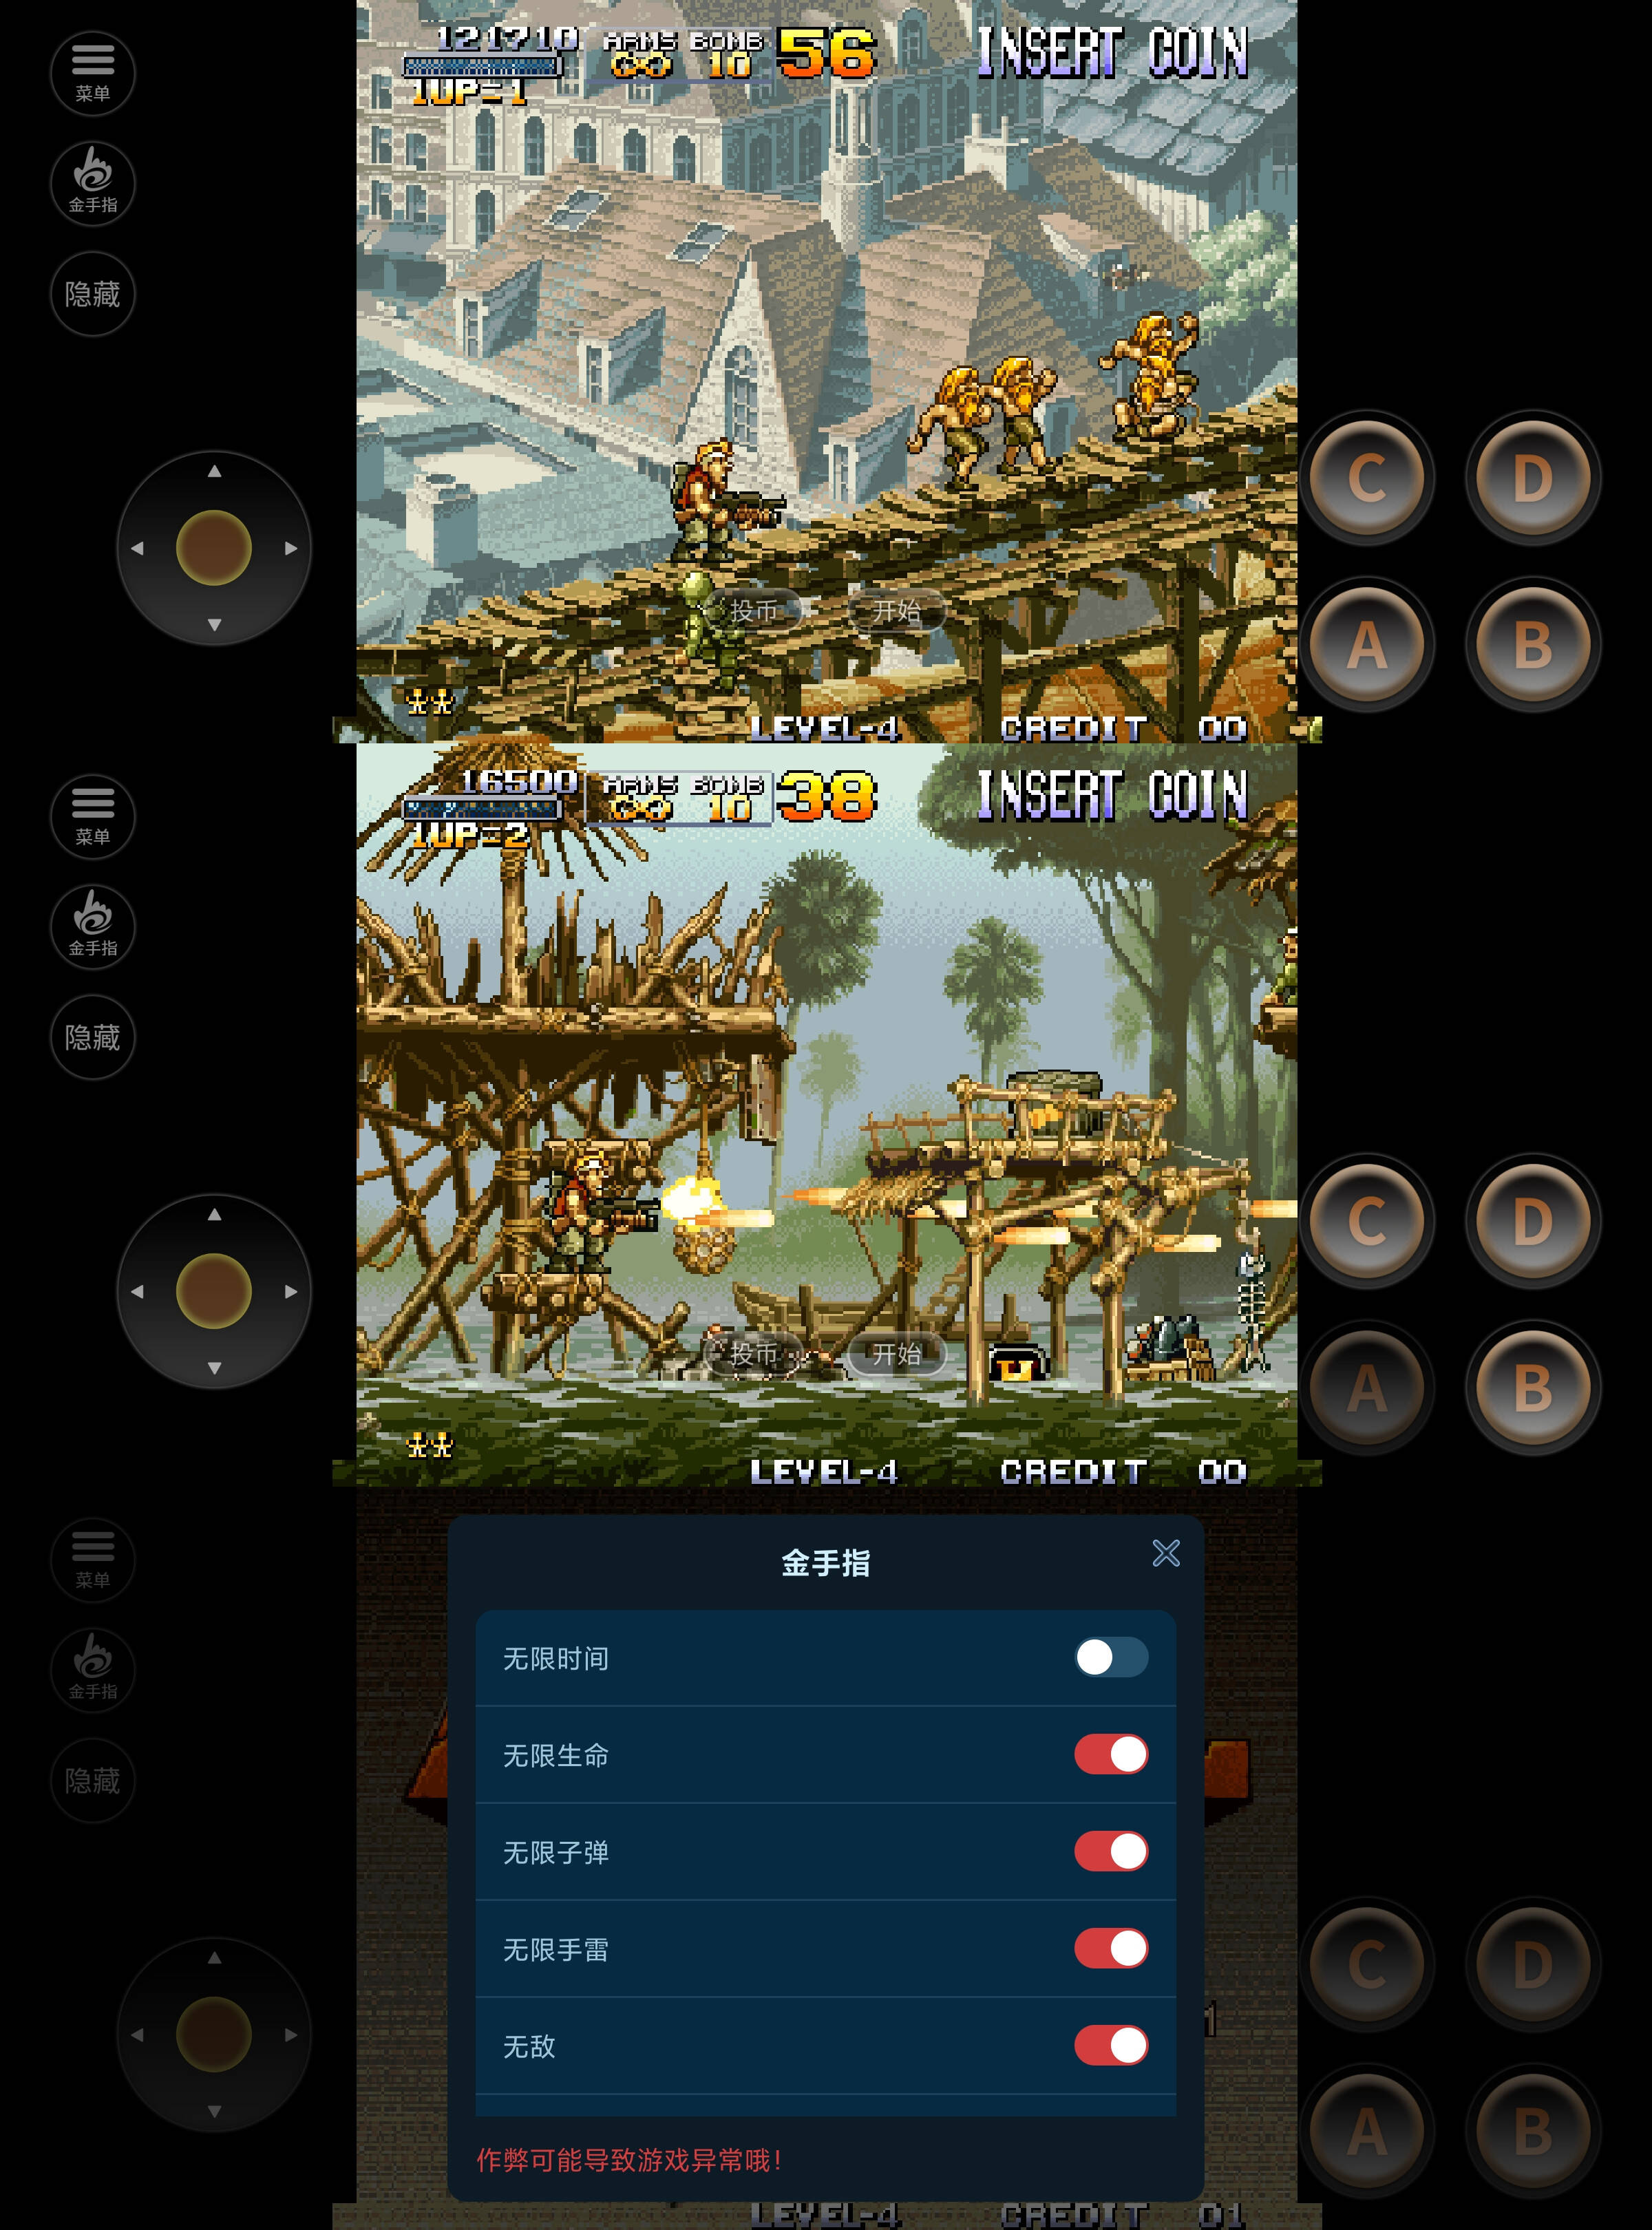 121710 ARMS BOMB 56 INSERT COIN
∞ 10
1UP=1
菜单
金手指
隐藏
C D
A B
投币 开始
LEVEL-4 CREDIT 00
16500 ARMS BOMB 38 INSERT COIN
∞ 10
1UP=2
菜单
金手指
隐藏
C D
A B
投币 开始
LEVEL-4 CREDIT 00
金手指
菜单
无限时间
金手指
无限生命
隐藏
无限子弹
无限手雷
C D
无敌
A B
作弊可能导致游戏异常哦!
LEVEL-4 CREDIT 01